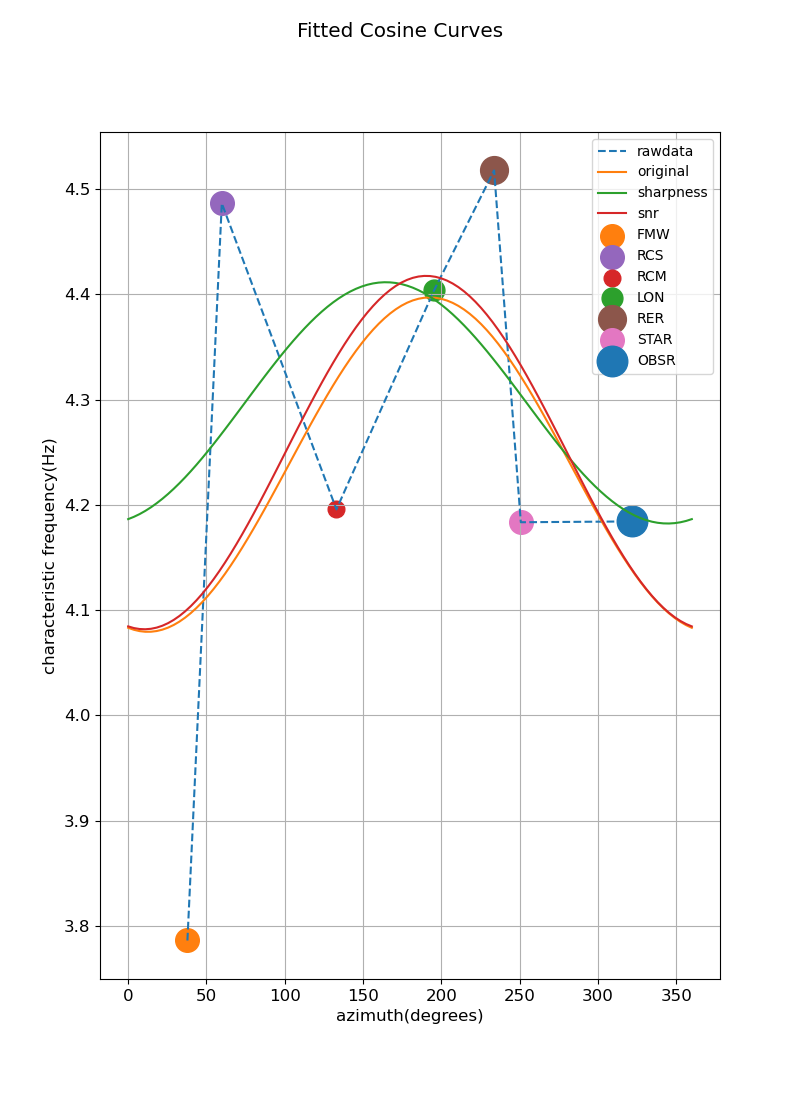 Fitted Cosine Curves
rawdata
original
sharpness
snr
FMW
RCS
RCM
LON
RER
STAR
OBSR
4.5
4.4
4.3
4.2
4.1
4.0
3.9
3.8
characteristic frequency(Hz)
0 50 100 150 200 250 300 350
azimuth(degrees)